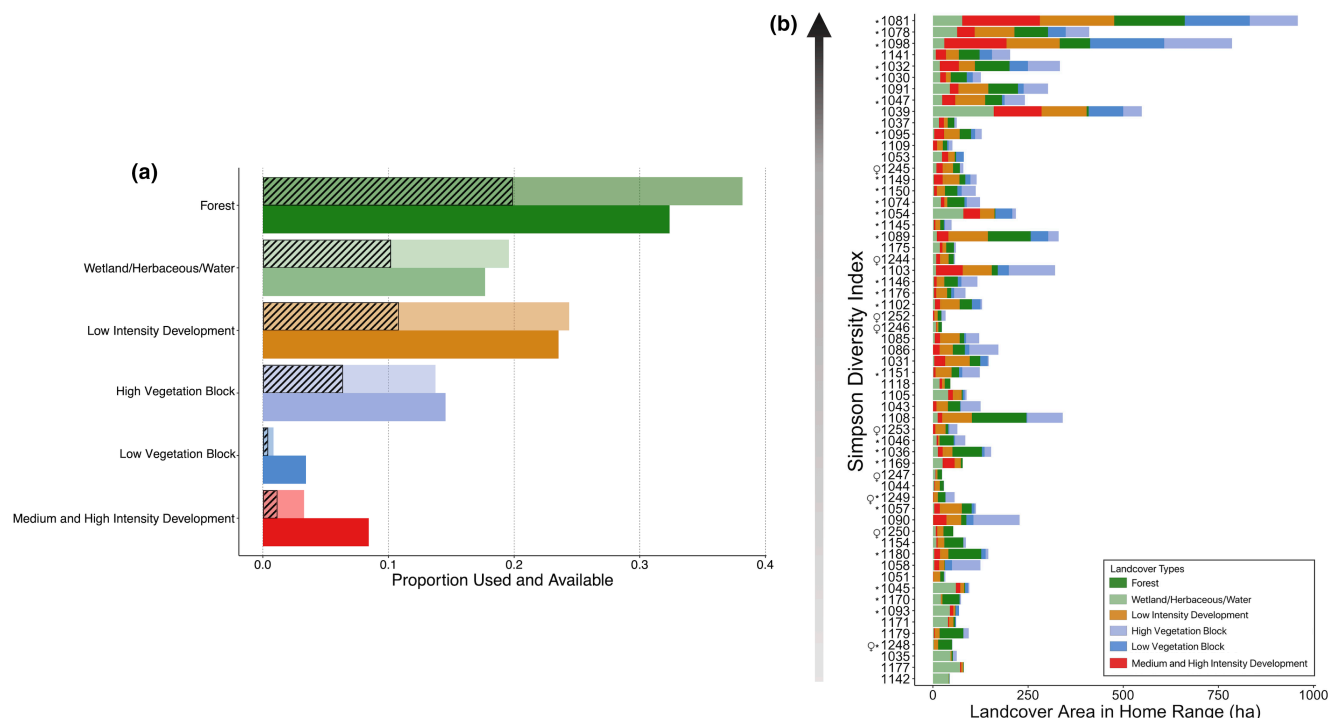 (a)
Forest
Wetland/Herbaceous/Water
Low Intensity Development
High Vegetation Block
Low Vegetation Block
Medium and High Intensity Development
0.0 0.1 0.2 0.3 0.4
Proportion Used and Available
(b)
Simpson Diversity Index
*1081
*1078
*1098
1141
*1032
*1030
1091
*1047
1039
1037
*1095
1109
1053
♀1245
*1149
*1150
*1074
*1054
*1145
*1089
1175
♀1244
1103
*1146
*1176
*1102
♀1252
♀1246
1085
1086
1031
*1151
1118
1105
1043
1108
♀1253
*1046
*1036
*1169
♀1247
1044
♀*1249
*1057
1090
♀1250
1154
*1180
1058
1051
*1045
*1170
*1093
1171
1179
♀*1248
1035
1177
1142
0 250 500 750 1000
Landcover Area in Home Range (ha)
Landcover Types
Forest
Wetland/Herbaceous/Water
Low Intensity Development
High Vegetation Block
Low Vegetation Block
Medium and High Intensity Development